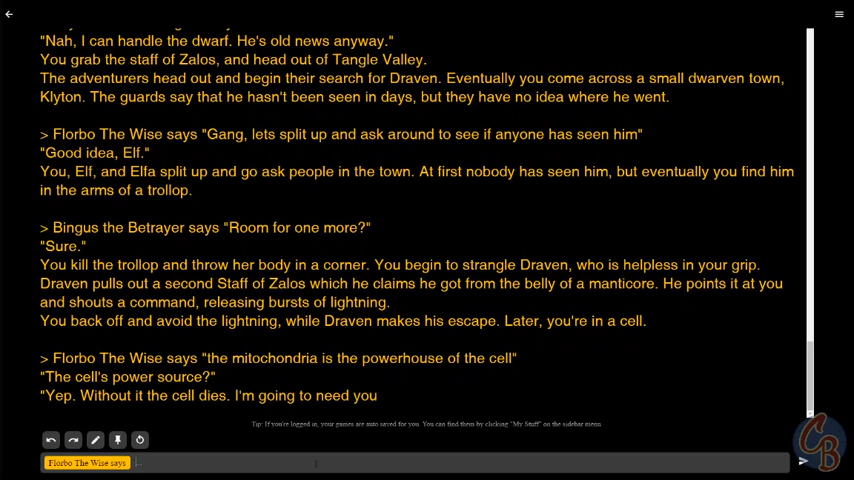 "Nah, I can handle the dwarf. He's old news anyway."
You grab the staff of Zalos, and head out of Tangle Valley.
The adventurers head out and begin their search for Draven. Eventually you come across a small dwarven town,
Klyton. The guards say that he hasn't been seen in days, but they have no idea where he went.
> Florbo The Wise says "Gang, lets split up and ask around to see if anyone has seen him"
"Good idea, Elf."
You, Elf, and Elfa split up and go ask people in the town. At first nobody has seen him, but eventually you find him
in the arms of a trollop.
> Bingus the Betrayer says "Room for one more?"
"Sure."
You kill the trollop and throw her body in a corner. You begin to strangle Draven, who is helpless in your grip.
Draven pulls out a second Staff of Zalos which he claims he got from the belly of a manticore. He points it at you
and shouts a command, releasing bursts of lightning.
You back off and avoid the lightning, while Draven makes his escape. Later, you're in a cell.
> Florbo The Wise says "the mitochondria is the powerhouse of the cell"
"The cell's power source?"
"Yep. Without it the cell dies. I'm going to need you
Tip: If you're logged in, your games are auto saved for you. You can find them by clicking "My Stuff" on the sidebar menu
Florbo The Wise says
CB